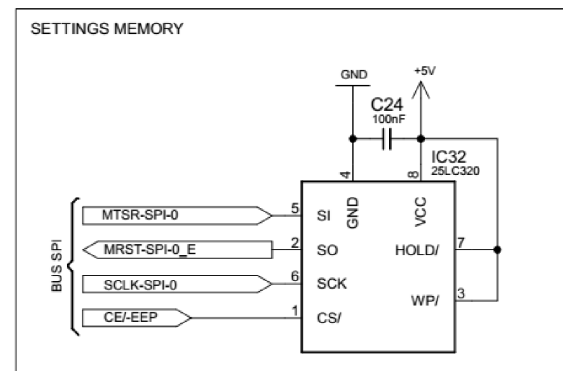 SETTINGS MEMORY
GND
+5V
C24
100nF
IC32
25LC320
4
8
GND
VCC
BUS SPI
MTSR-SPI-0
5
SI
MRST-SPI-0_E
2
SO
HOLD/
7
SCLK-SPI-0
6
SCK
WP/
3
CE/-EEP
1
CS/